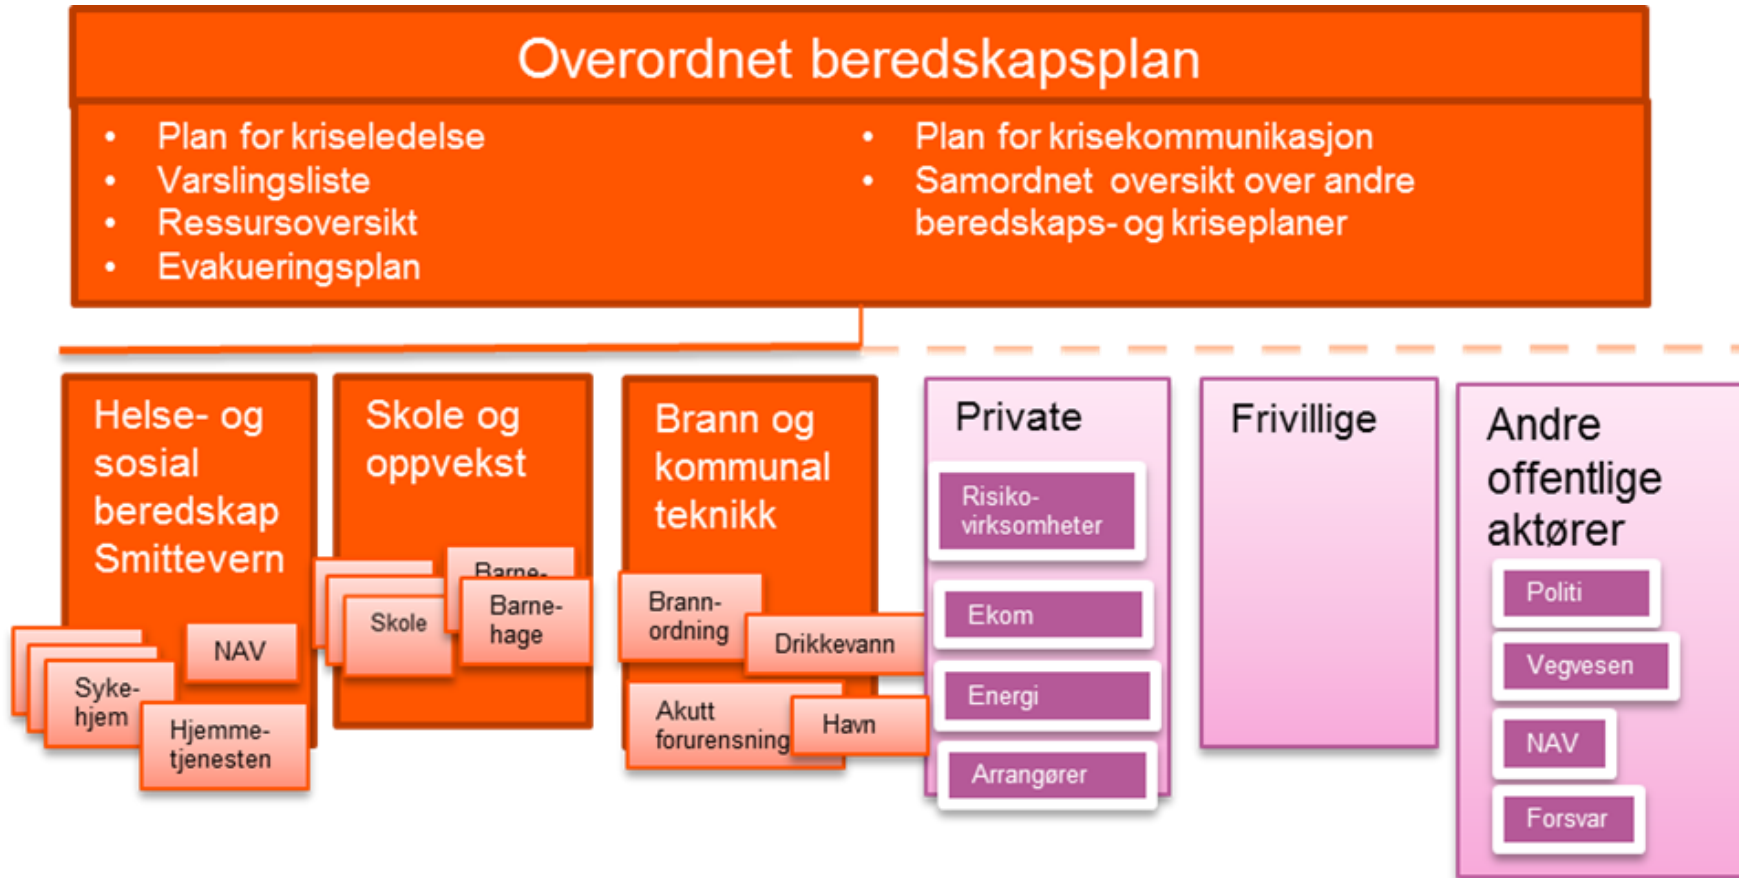 Overordnet beredskapsplan
• Plan for kriseledelse
• Varslingsliste
• Ressursoversikt
• Evakueringsplan
• Plan for krisekommunikasjon
• Samordnet oversikt over andre
beredskaps- og kriseplaner
Helse- og
sosial
beredskap
Smittevern
NAV
Syke-
hjem
Hjemme-
tjenesten
Skole og
oppvekst
Skole
Barne-
Barne-
hage
Brann og
kommunal
teknikk
Brann-
ordning
Drikkevann
Akutt
forurensning
Havn
Private
Risiko-
virksomheter
Ekom
Energi
Arrangører
Frivillige
Andre
offentlige
aktører
Politi
Vegvesen
NAV
Forsvar